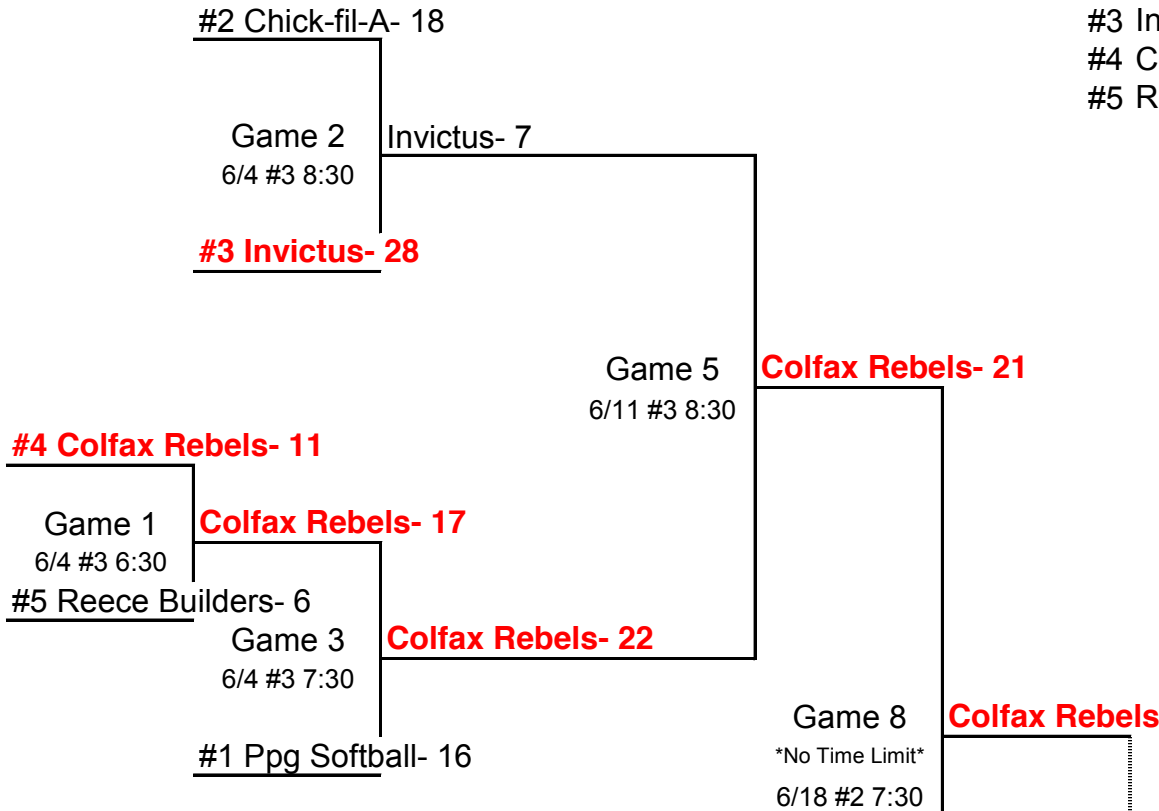 #2 Chick-fil-A- 18
#3
#4
#5
Game 2
6/4 #3 8:30
Invictus- 7
#3 Invictus- 28
Game 5
6/11 #3 8:30
Colfax Rebels- 21
#4 Colfax Rebels- 11
Game 1
6/4 #3 6:30
Colfax Rebels- 17
#5 Reece Builders- 6
Game 3
6/4 #3 7:30
Colfax Rebels- 22
#1 Ppg Softball- 16
Game 8
*No Time Limit*
6/18 #2 7:30
Colfax Rebels